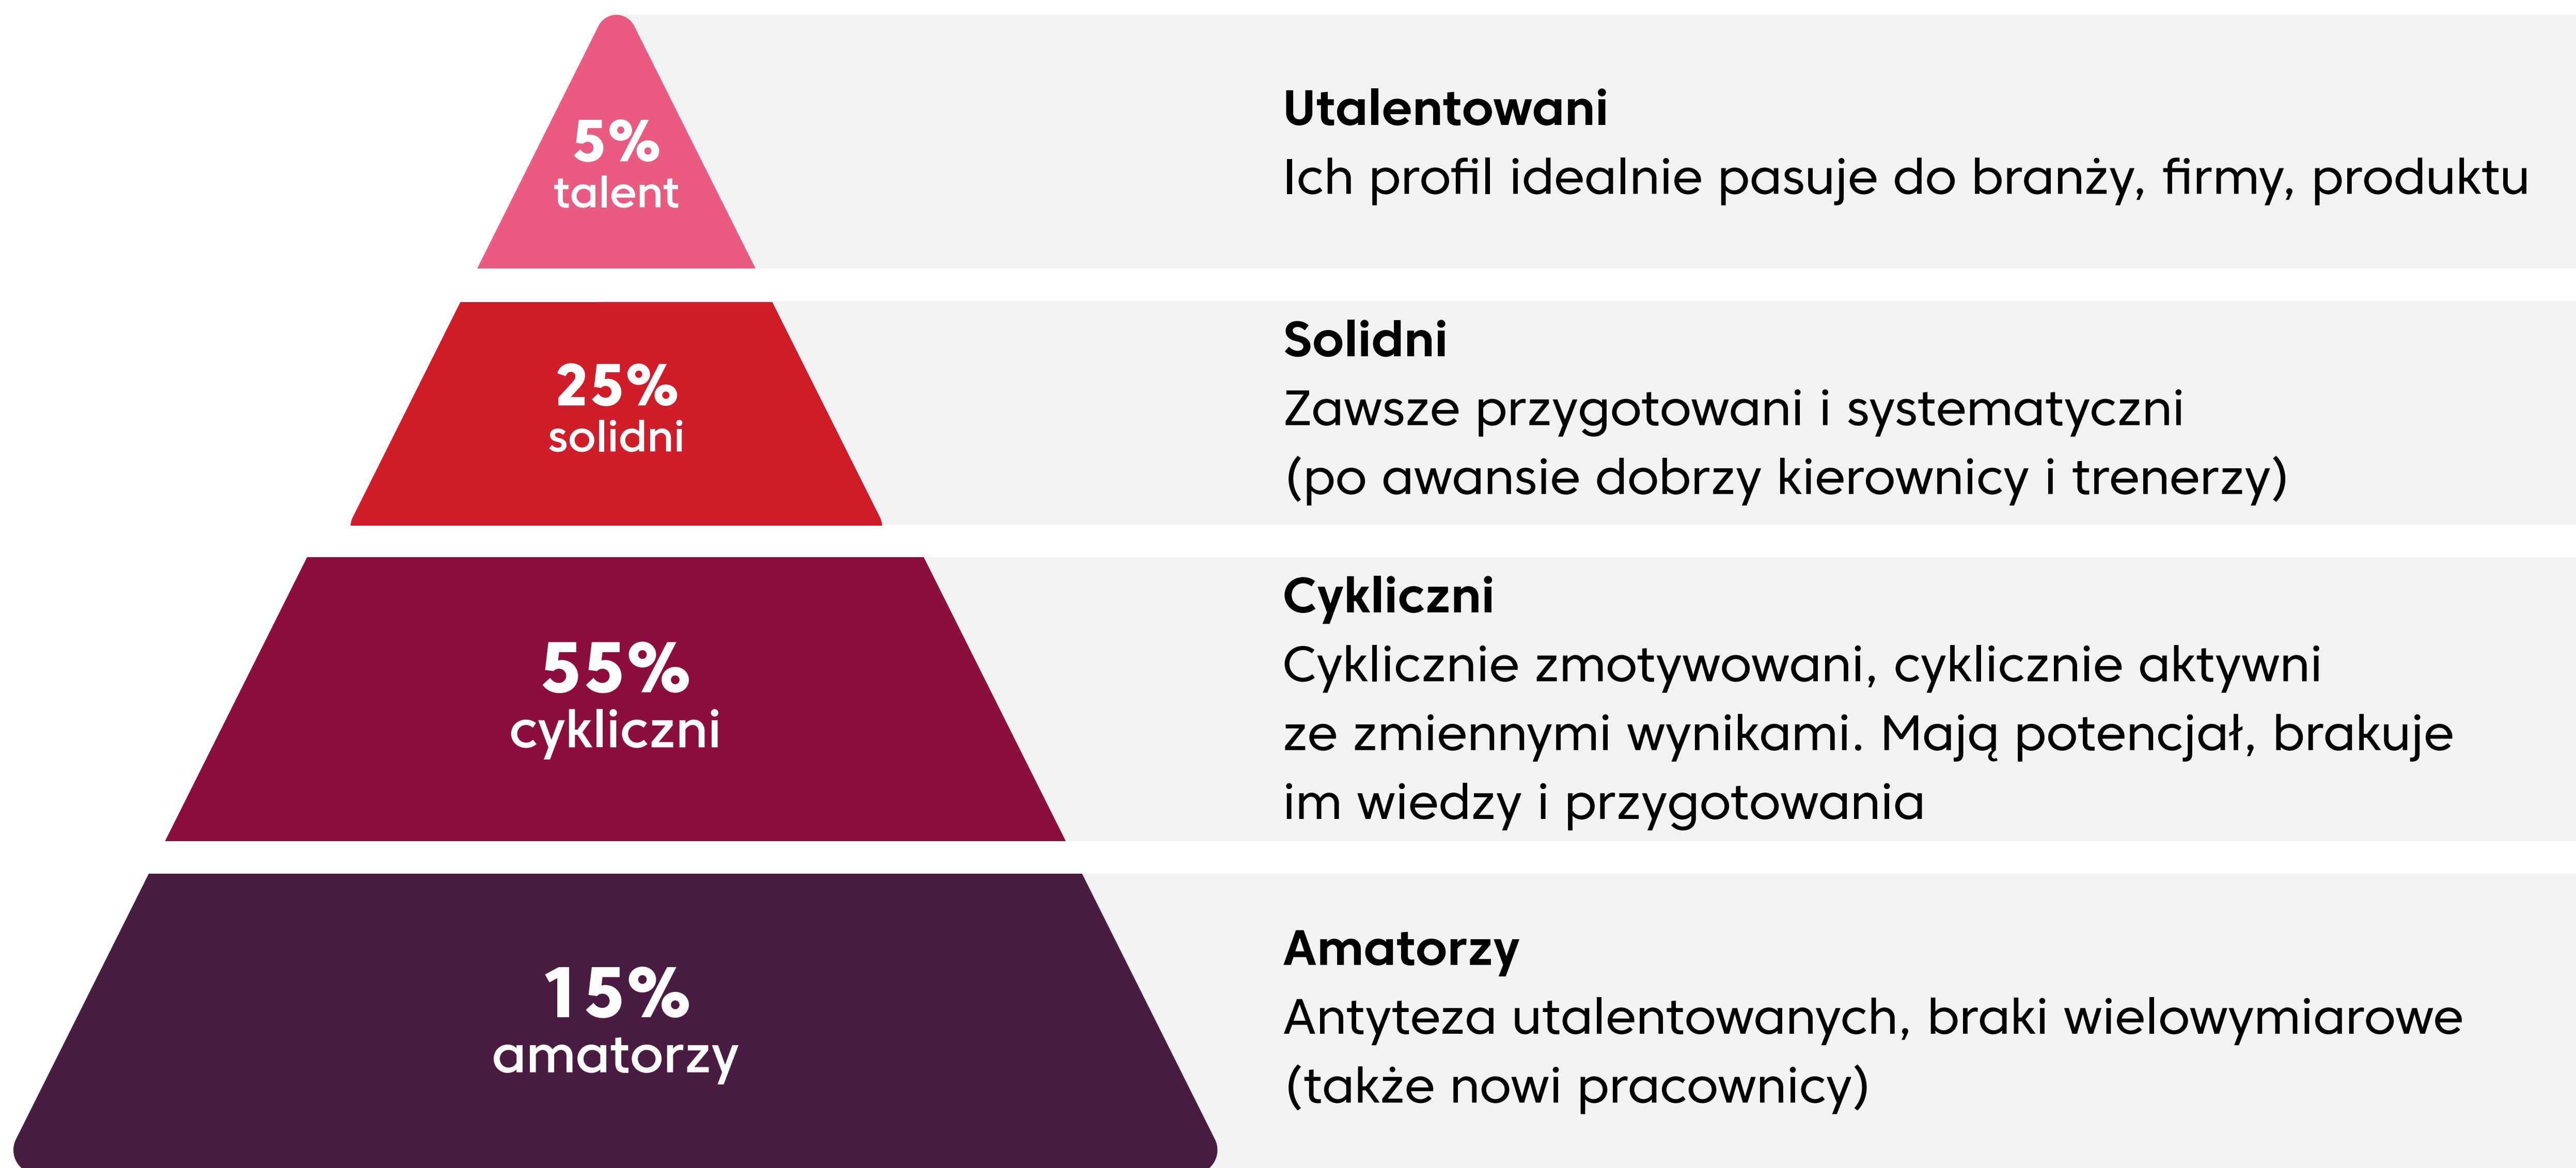 5%
talent
Utalentowani
Ich profil idealnie pasuje do branży, firmy, produktu
25%
solidni
Solidni
Zawsze przygotowani i systematyczni
(po awansie dobrzy kierownicy i trenerzy)
55%
cykliczni
Cykliczni
Cyklicznie zmotywowani, cyklicznie aktywni
ze zmiennymi wynikami. Mają potencjał, brakuje
im wiedzy i przygotowania
15%
amatorzy
Amatorzy
Antyteza utalentowanych, braki wielowymiarowe
(także nowi pracownicy)